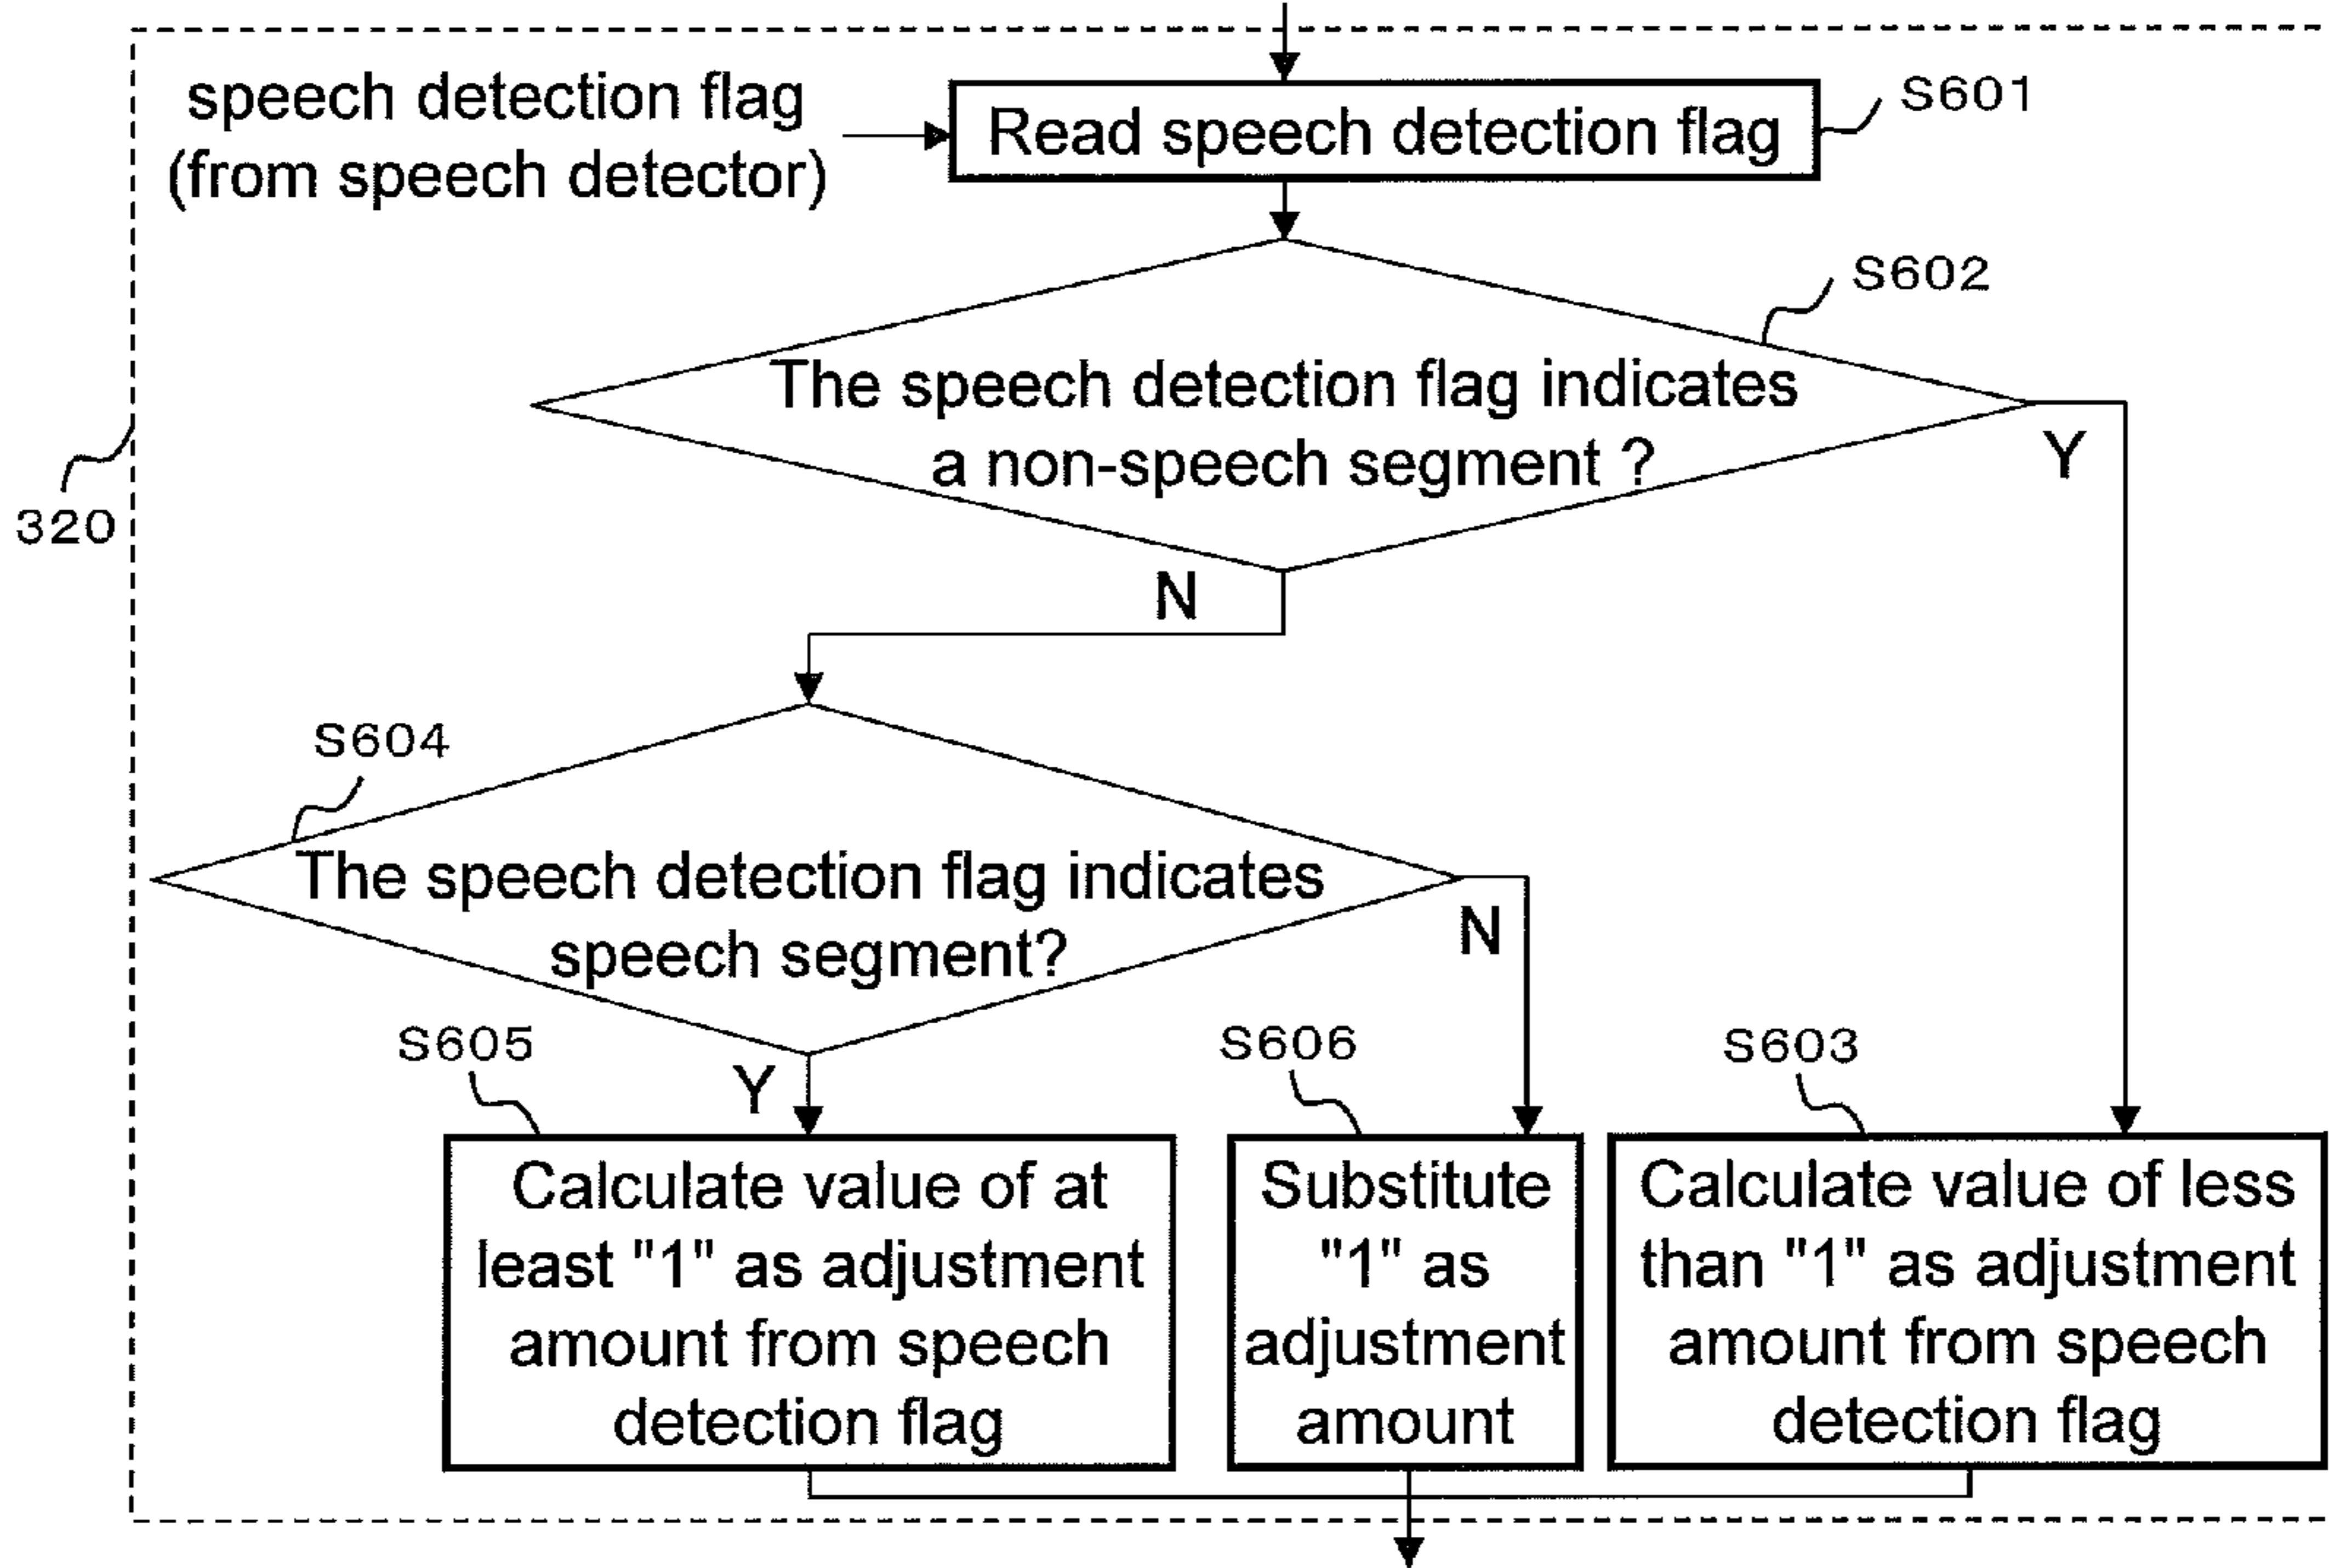 speech detection flag
(from speech detector)
Read speech detection flag
S601
S602
The speech detection flag indicates
a non-speech segment ?
Y
N
320
S604
The speech detection flag indicates
speech segment?
N
Y
S605
Calculate value of at
least "1" as adjustment
amount from speech
detection flag
S606
Substitute
"1" as
adjustment
amount
S603
Calculate value of less
than "1" as adjustment
amount from speech
detection flag